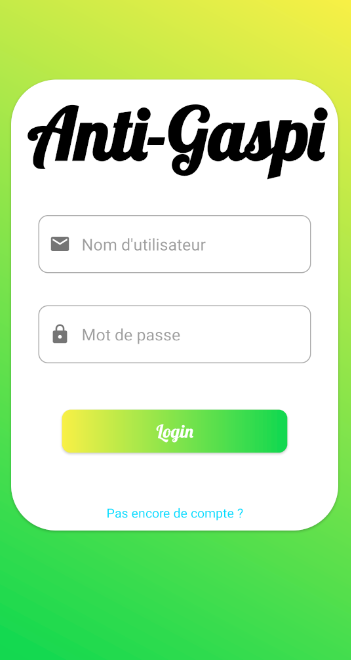 Anti-Gaspi
Nom d'utilisateur
Mot de passe
Login
Pas encore de compte ?